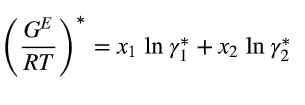 (G^E / RT)^* = x_1 ln γ_1^* + x_2 ln γ_2^*